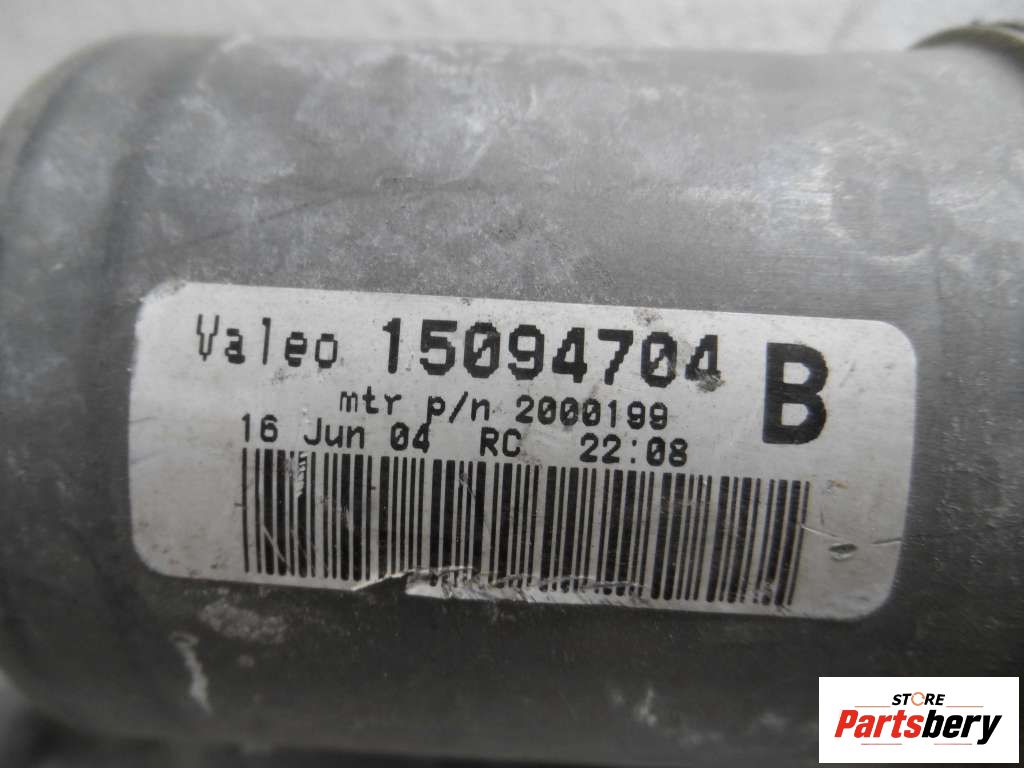 Valeo 15094704 B
mtr p/n 2000199
16 Jun 04 RC 22:08
STORE
Partsbery